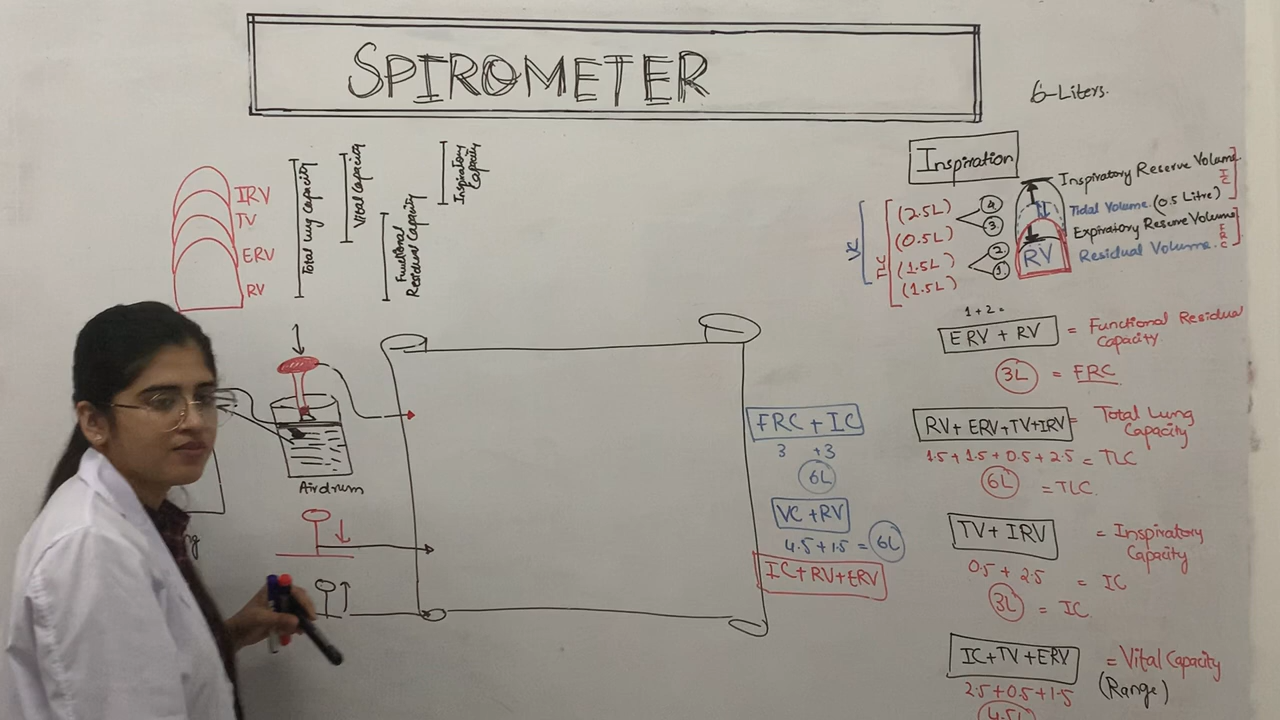 SPIROMETER
6-Liters.
IRV
TV
ERV
RV
Total Lung Capacity
Vital Capacity
Functional
Residual Capacity
Inspiratory
Capacity
Airdrum
Inspiration
VC
TLC
(2.5L)
(0.5L)
(1.5L)
(1.5L)
4
3
2
1
RV
Inspiratory Reserve Volume
Tidal Volume. (0.5 Litre)
Expiratory Reserve Volume
Residual Volume.
IC
FRC
1+2=
ERV + RV = Functional Residual
Capacity.
3L = FRC
RV+ ERV+TV+IRV = Total Lung
Capacity
1.5+1.5+0.5+2.5 = TLC
6L = TLC.
TV + IRV = Inspiratory
Capacity
0.5 + 2.5 = IC
3L = IC
IC+TV+ERV = Vital Capacity
(Range)
2.5+0.5+1.5
4.5L
FRC + IC
3 +3
6L
VC+RV
4.5+1.5 = 6L
IC+RV+ERV